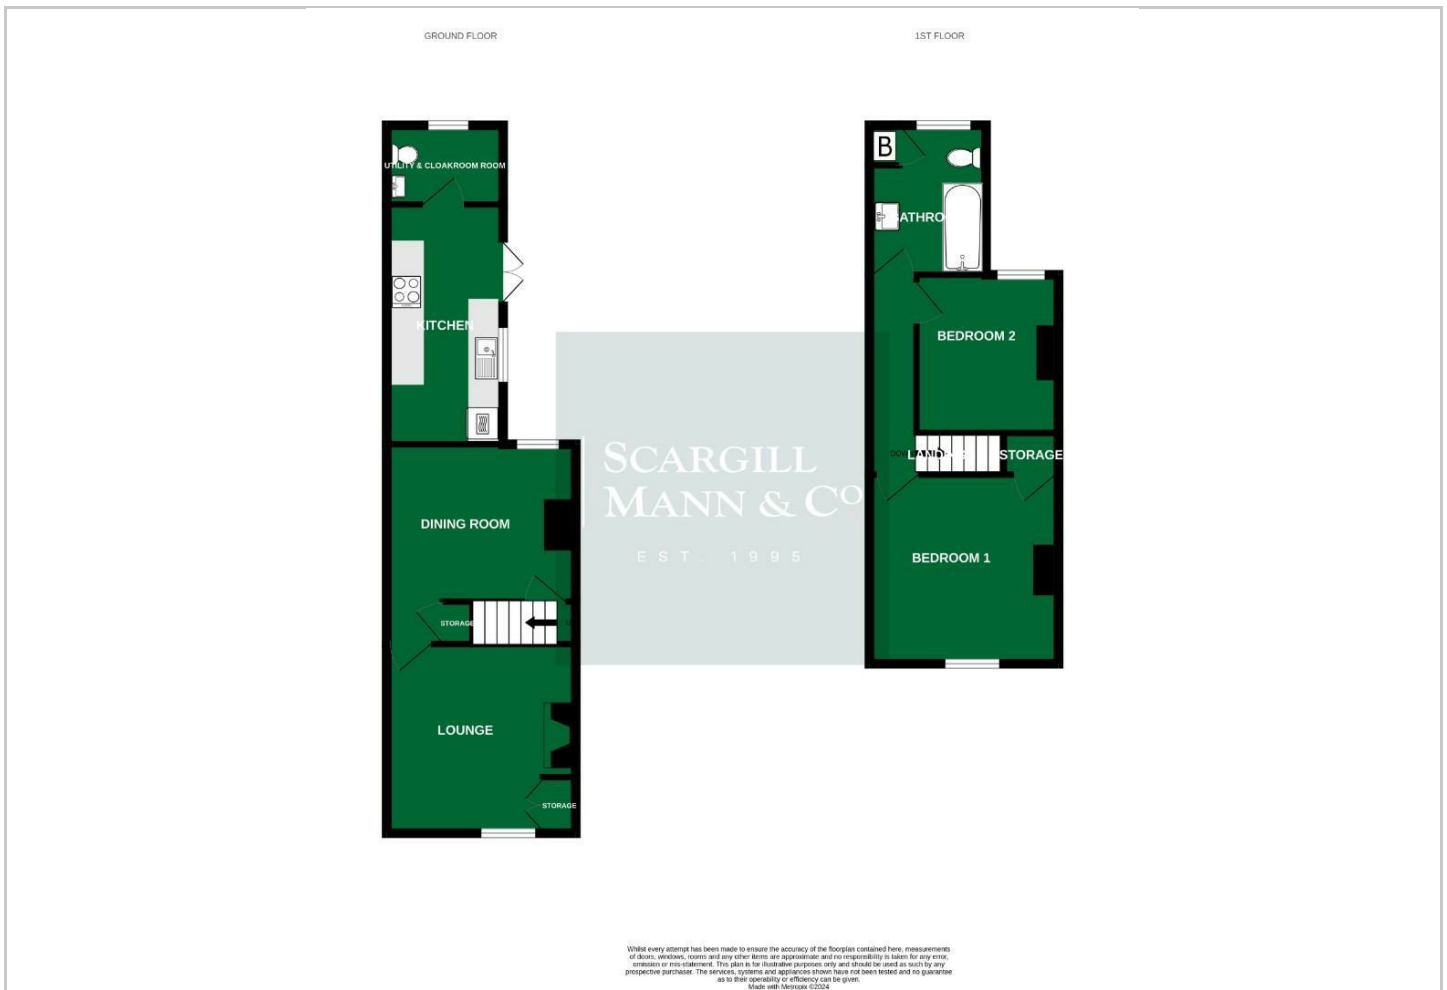 GROUND FLOOR
1ST FLOOR
UTILITY & CLOAKROOM ROOM
KITCHEN
DINING ROOM
STORAGE
LOUNGE
STORAGE
B
BATHRO
BEDROOM 2
STORAGE
BEDROOM 1
SCARGILL
MANN & CO
EST. 1995
Whilst every attempt has been made to ensure the accuracy of the floorplan contained here, measurements
of doors, windows, rooms and any other items are approximate and no responsibility is taken for any error,
omission or mis-statement. This plan is for illustrative purposes only and should be used as such by any
prospective purchaser. The services, systems and appliances shown have not been tested and no guarantee
as to their operability or efficiency can be given.
Made with Metropix ©2024